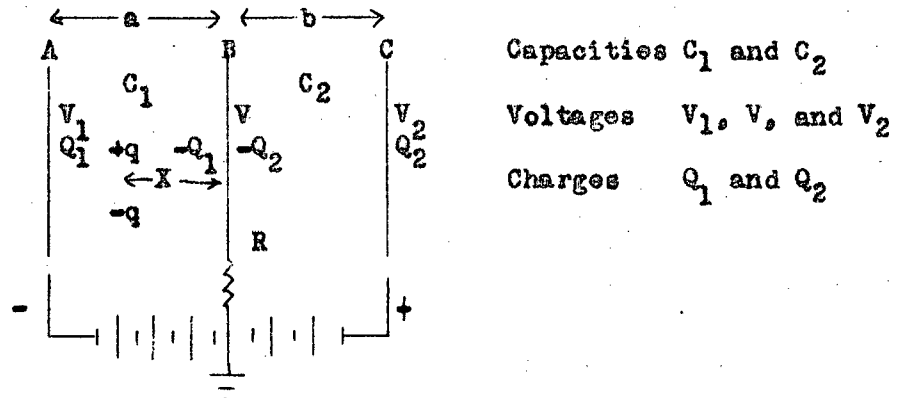 a b
A B C
C1 C2 Capacities C1 and C2
V1 V V2 Voltages V1, V, and V2
Q1 +q -Q1 -Q2 Q2 Charges Q1 and Q2
X
-q
R
- +